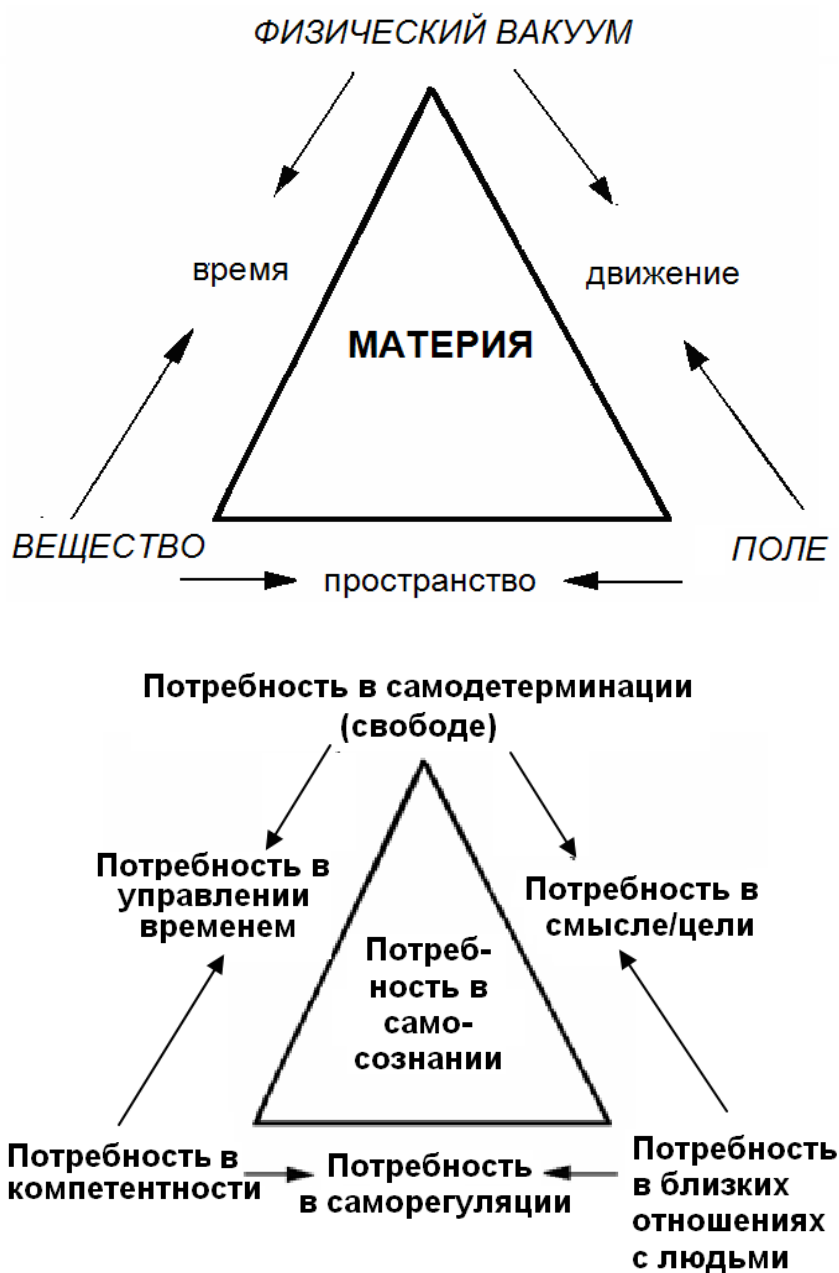 ФИЗИЧЕСКИЙ ВАКУУМ
время
движение
МАТЕРИЯ
ВЕЩЕСТВО
ПОЛЕ
пространство
Потребность в самодетерминации
(свободе)
Потребность в
управлении
временем
Потребность в
смысле/цели
Потреб-
ность в
само-
сознании
Потребность в
компетентности
Потребность
в саморегуляции
Потребность
в близких
отношениях
с людьми